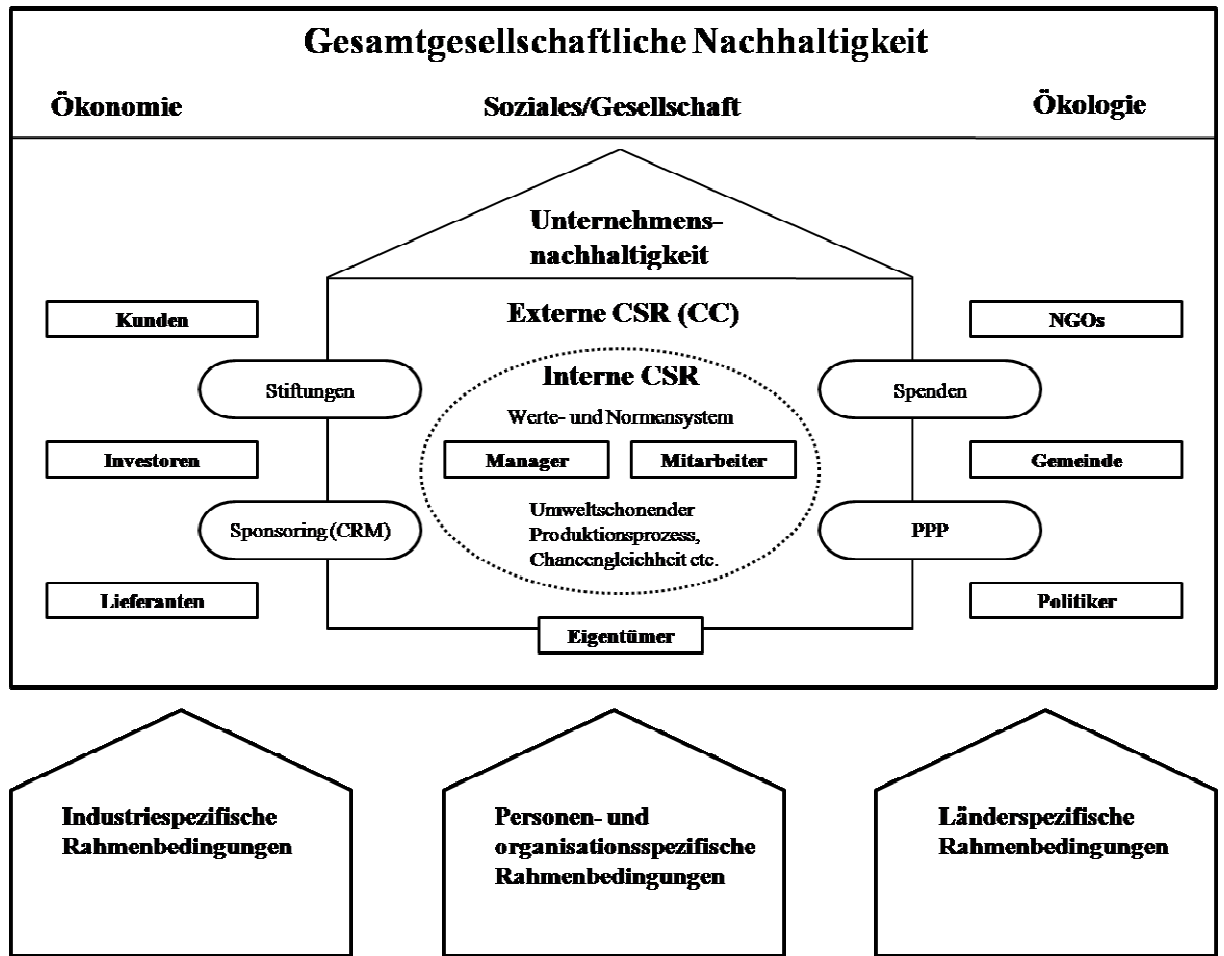 Gesamtgesellschaftliche Nachhaltigkeit
Ökonomie
Soziales/Gesellschaft
Ökologie
Unternehmens-
nachhaltigkeit
Externe CSR (CC)
Kunden
NGOs
Interne CSR
Stiftungen
Spenden
Werte- und Normensystem
Investoren
Manager
Mitarbeiter
Gemeinde
Sponsoring (CRM)
Umweltschonender
Produktionsprozess,
Chancengleichheit etc.
PPP
Lieferanten
Politiker
Eigentümer
Industriespezifische
Rahmenbedingungen
Personen- und
organisationsspezifische
Rahmenbedingungen
Länderspezifische
Rahmenbedingungen